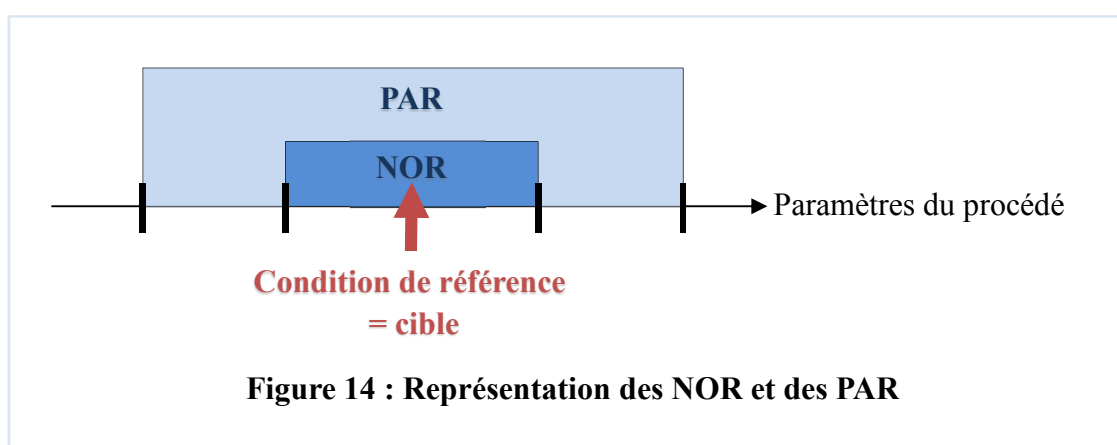 PAR
NOR
Paramètres du procédé
Condition de référence
= cible
Figure 14 : Représentation des NOR et des PAR